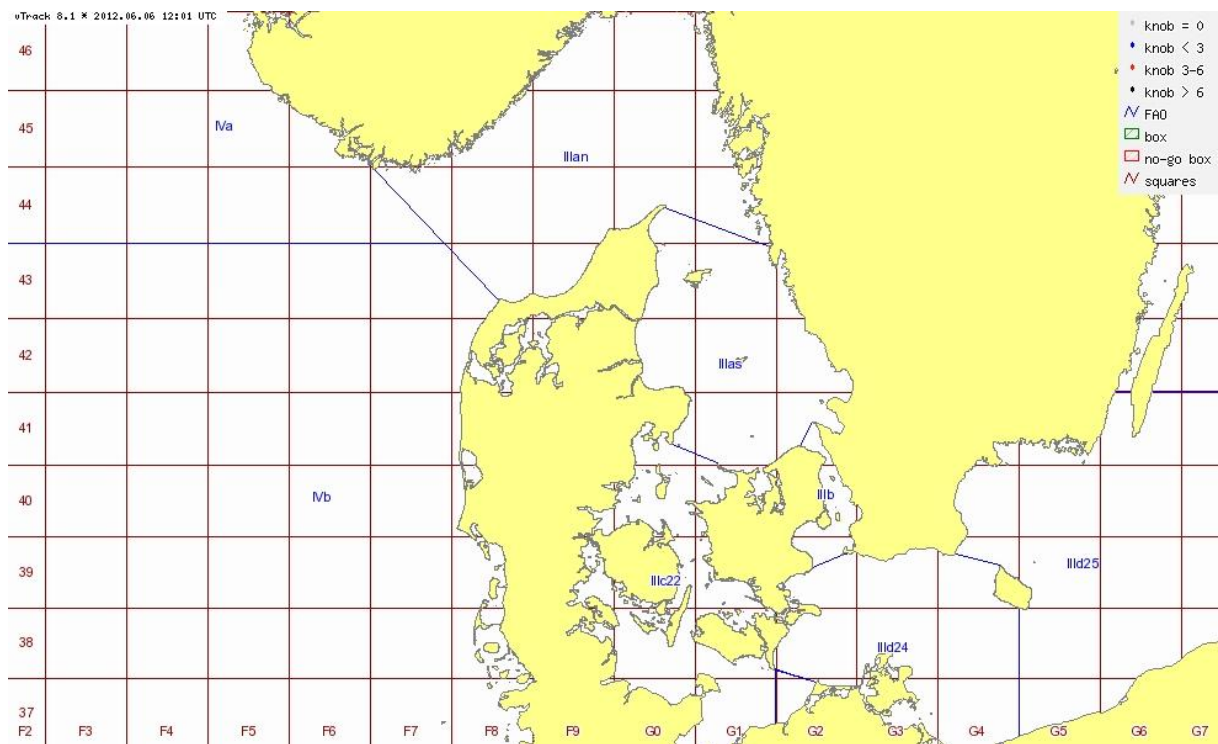 vTrack 8.1 * 2012.06.06 12:01 UTC
knob = 0
knob < 3
knob 3-6
knob > 6
FAO
box
no-go box
squares
46
45
44
43
42
41
40
39
38
37
IVa
IIIan
IIIas
IVb
IIIb
IIId25
IIIc22
IIId24
F2 F3 F4 F5 F6 F7 F8 F9 G0 G1 G2 G3 G4 G5 G6 G7